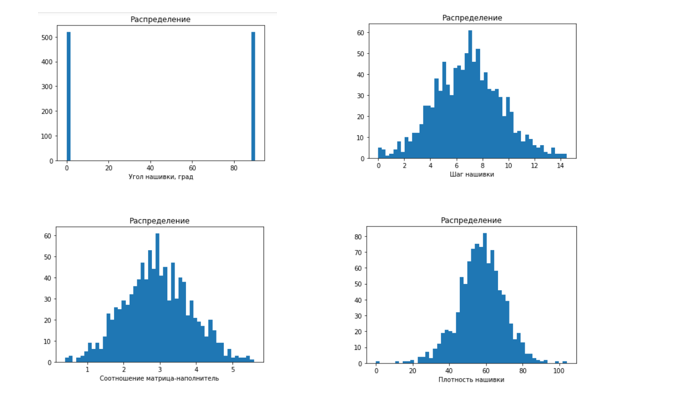 Распределение
500
400
300
200
100
0
0 20 40 60 80
Угол нашивки, град
Распределение
60
50
40
30
20
10
0
0 2 4 6 8 10 12 14
Шаг нашивки
Распределение
60
50
40
30
20
10
0
1 2 3 4 5
Соотношение матрица-наполнитель
Распределение
80
70
60
50
40
30
20
10
0
0 20 40 60 80 100
Плотность нашивки